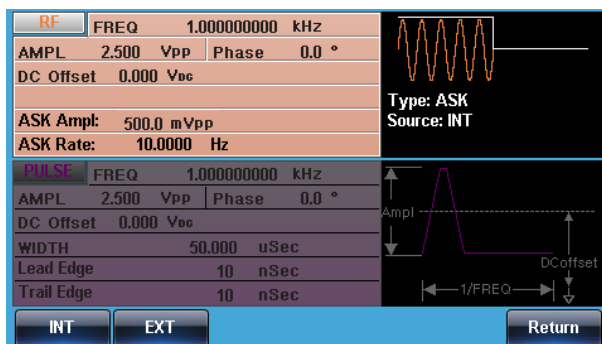 RF FREQ 1.000000000 kHz
AMPL 2.500 Vpp Phase 0.0 °
DC Offset 0.000 VDC
ASK Ampl: 500.0 mVpp
ASK Rate: 10.0000 Hz
Type: ASK
Source: INT
PULSE FREQ 1.000000000 kHz
AMPL 2.500 Vpp Phase 0.0 °
DC Offset 0.000 VDC
WIDTH 50.000 uSec
Lead Edge 10 nSec
Trail Edge 10 nSec
Ampl
DCoffset
1/FREQ
INT EXT Return